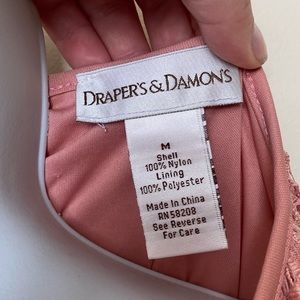 DRAPER'S & DAMON'S
M
Shell
100% Nylon
Lining
100% Polyester
Made In China
RN58208
See Reverse
For Care